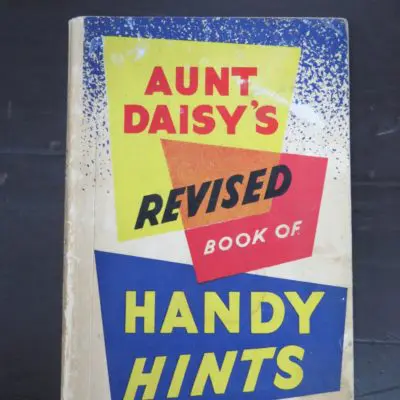 AUNT
DAISY'S
REVISED
BOOK OF
HANDY
HINTS